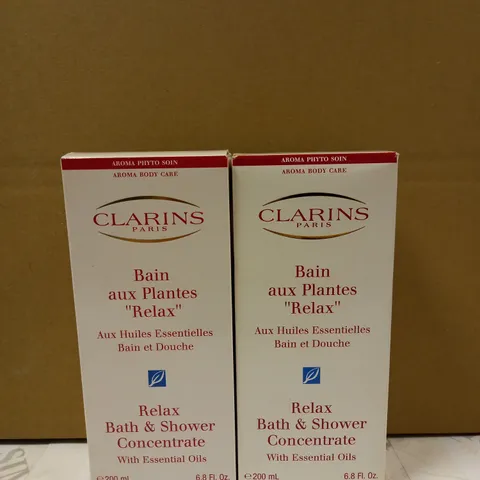 AROMA PHYTO SOIN
AROMA BODY CARE
CLARINS
PARIS
Bain
aux Plantes
"Relax"
Aux Huiles Essentielles
Bain et Douche
Relax
Bath & Shower
Concentrate
With Essential Oils
℮200 mL 6.8 Fl. Oz.
AROMA PHYTO SOIN
AROMA BODY CARE
CLARINS
PARIS
Bain
aux Plantes
"Relax"
Aux Huiles Essentielles
Bain et Douche
Relax
Bath & Shower
Concentrate
With Essential Oils
℮200 mL 6.8 Fl. Oz.